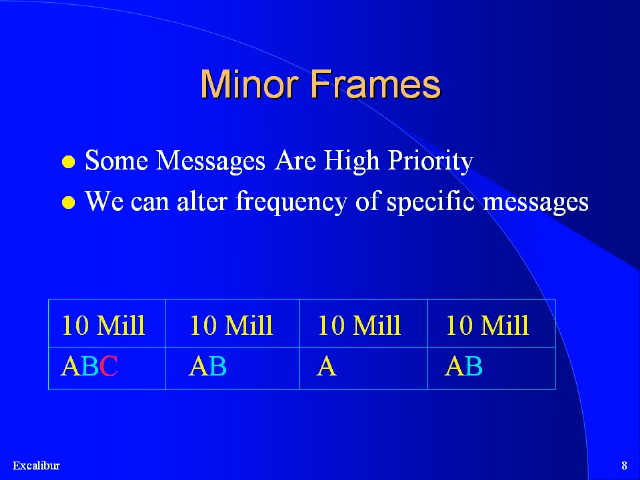 Minor Frames
Some Messages Are High Priority
We can alter frequency of specific messages
10 Mill 10 Mill 10 Mill 10 Mill
ABC AB A AB
Excalibur 8